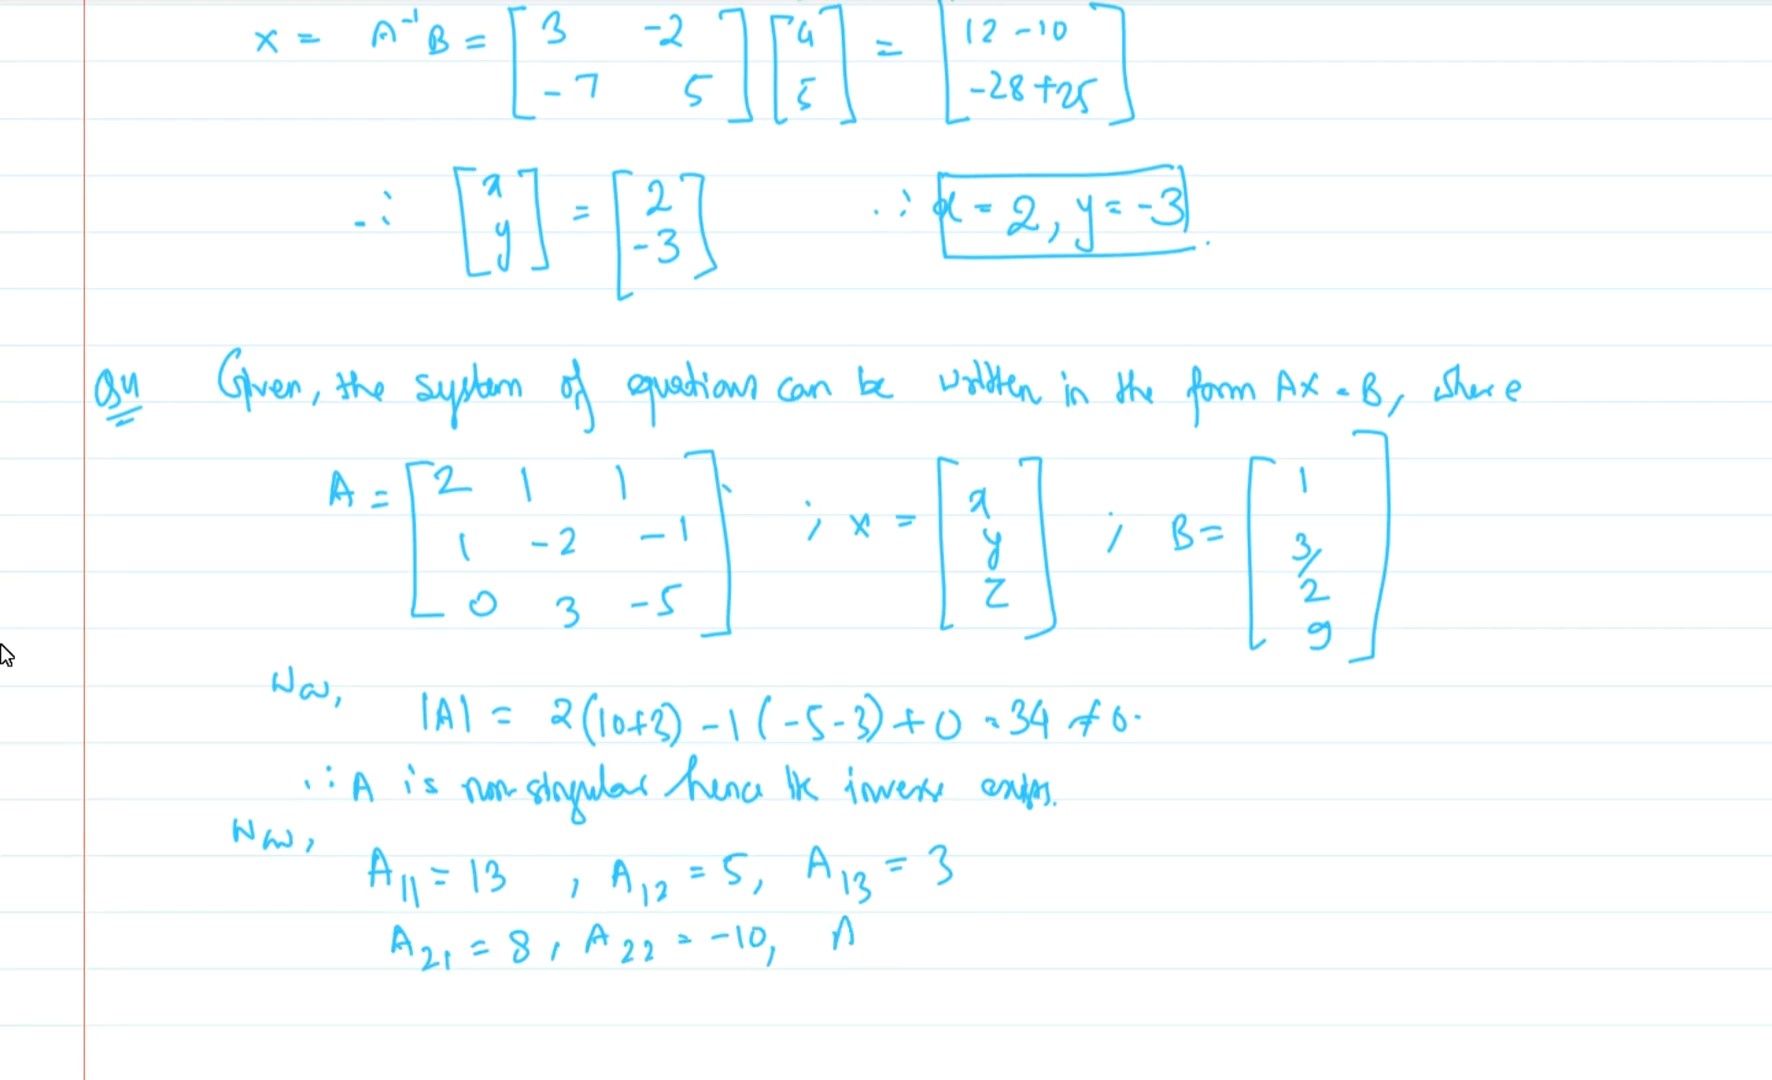 x = A⁻¹B = [3 -2; -7 5] [4; 5] = [12 -10; -28+25]
∴ [x; y] = [2; -3] ∴ x = 2, y = -3.
Q4 Given, the system of equations can be written in the form AX = B, where
A = [2 1 1; 1 -2 -1; 0 3 -5] ; x = [x; y; z] ; B = [1; 3/2; 9]
Now, |A| = 2(10+3) -1(-5-3) + 0 = 34 ≠ 0.
∴ A is non-singular hence its inverse exists.
Now,
A₁₁ = 13 , A₁₂ = 5, A₁₃ = 3
A₂₁ = 8, A₂₂ = -10, A